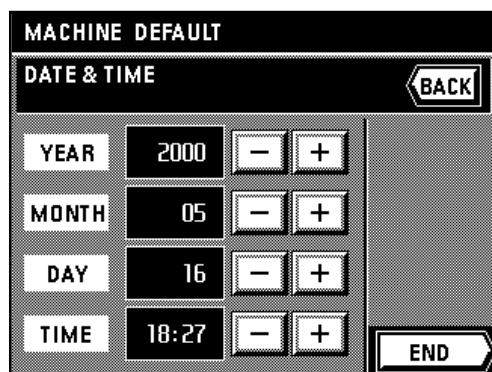 MACHINE DEFAULT
DATE & TIME
BACK
YEAR 2000 − +
MONTH 05 − +
DAY 16 − +
TIME 18:27 − +
END